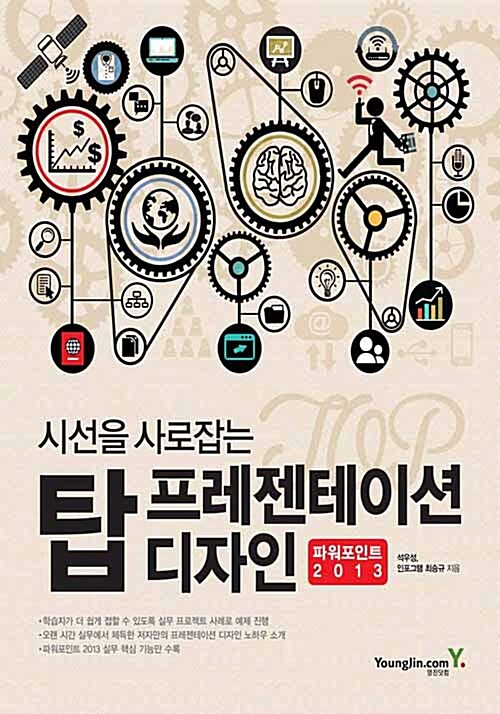 TOP
시선을 사로잡는
탑 프레젠테이션
디자인
파워포인트
2013
석우성,
인포그램 최승규 지음
• 학습자가 더 쉽게 접할 수 있도록 실무 프로젝트 사례로 예제 진행
• 오랜 시간 실무에서 체득한 저자만의 프레젠테이션 디자인 노하우 소개
• 파워포인트 2013 실무 핵심 기능만 수록
YoungJin.com Y.
영진닷컴